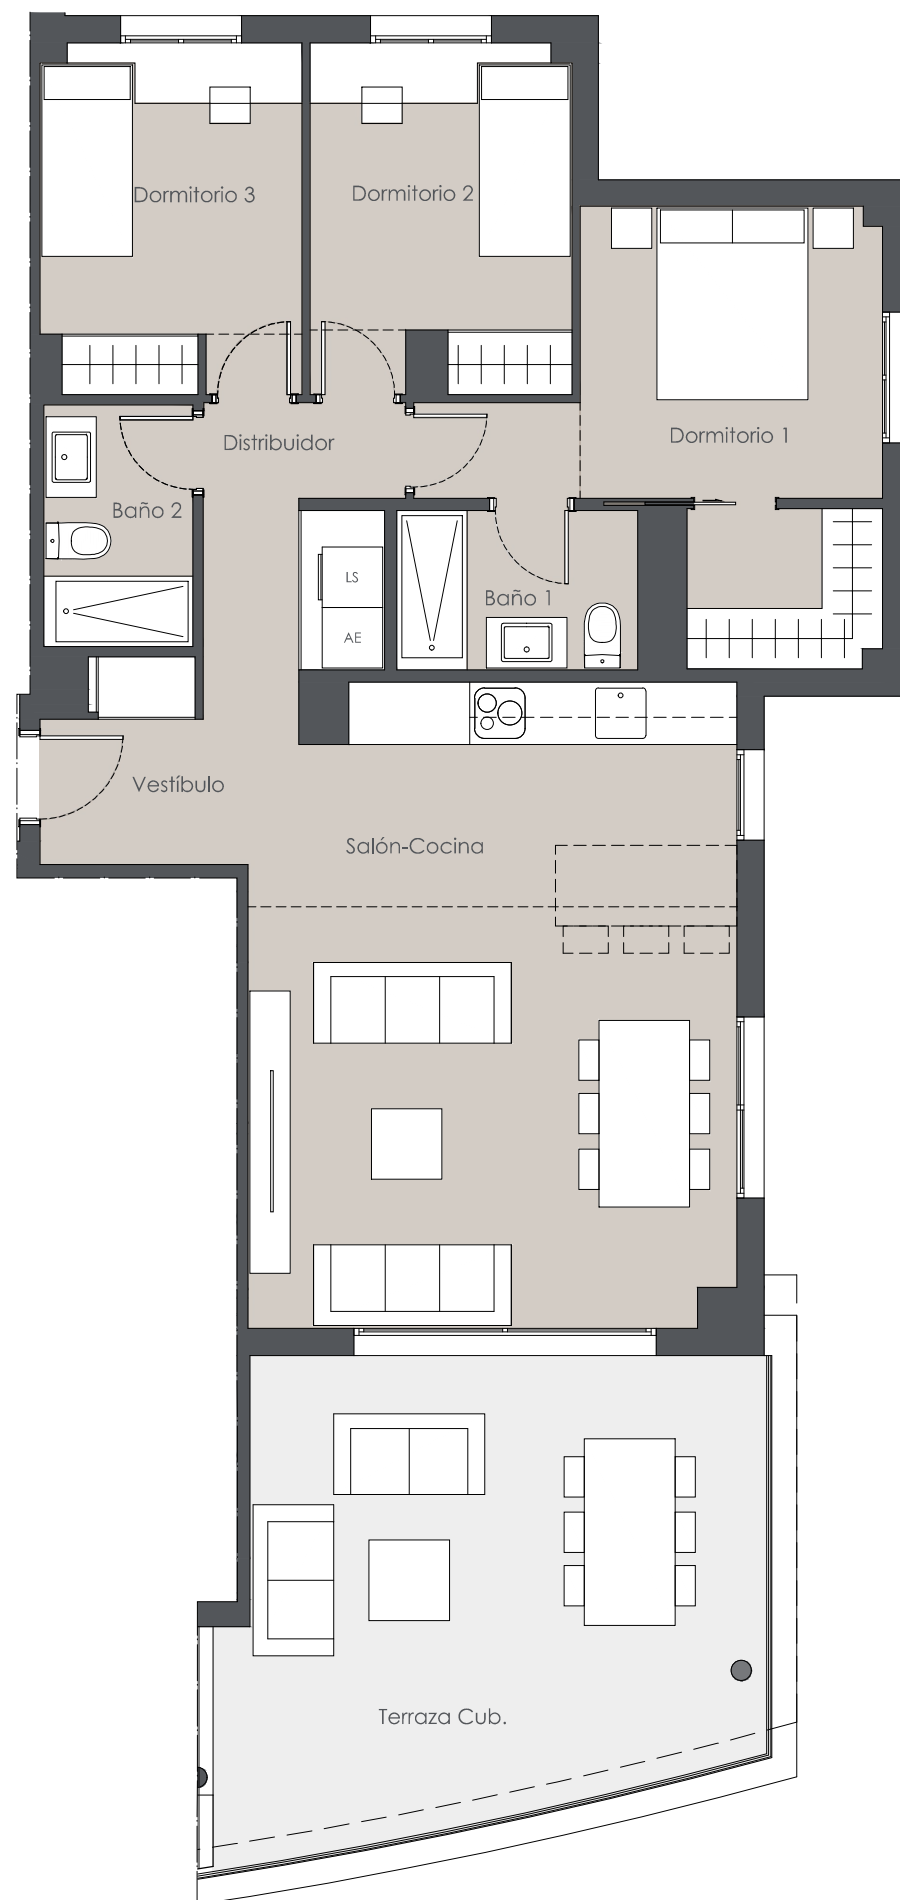 Dormitorio 3
Dormitorio 2
Dormitorio 1
Distribuidor
Baño 2
LS
AE
Baño 1
Vestíbulo
Salón-Cocina
Terraza Cub.